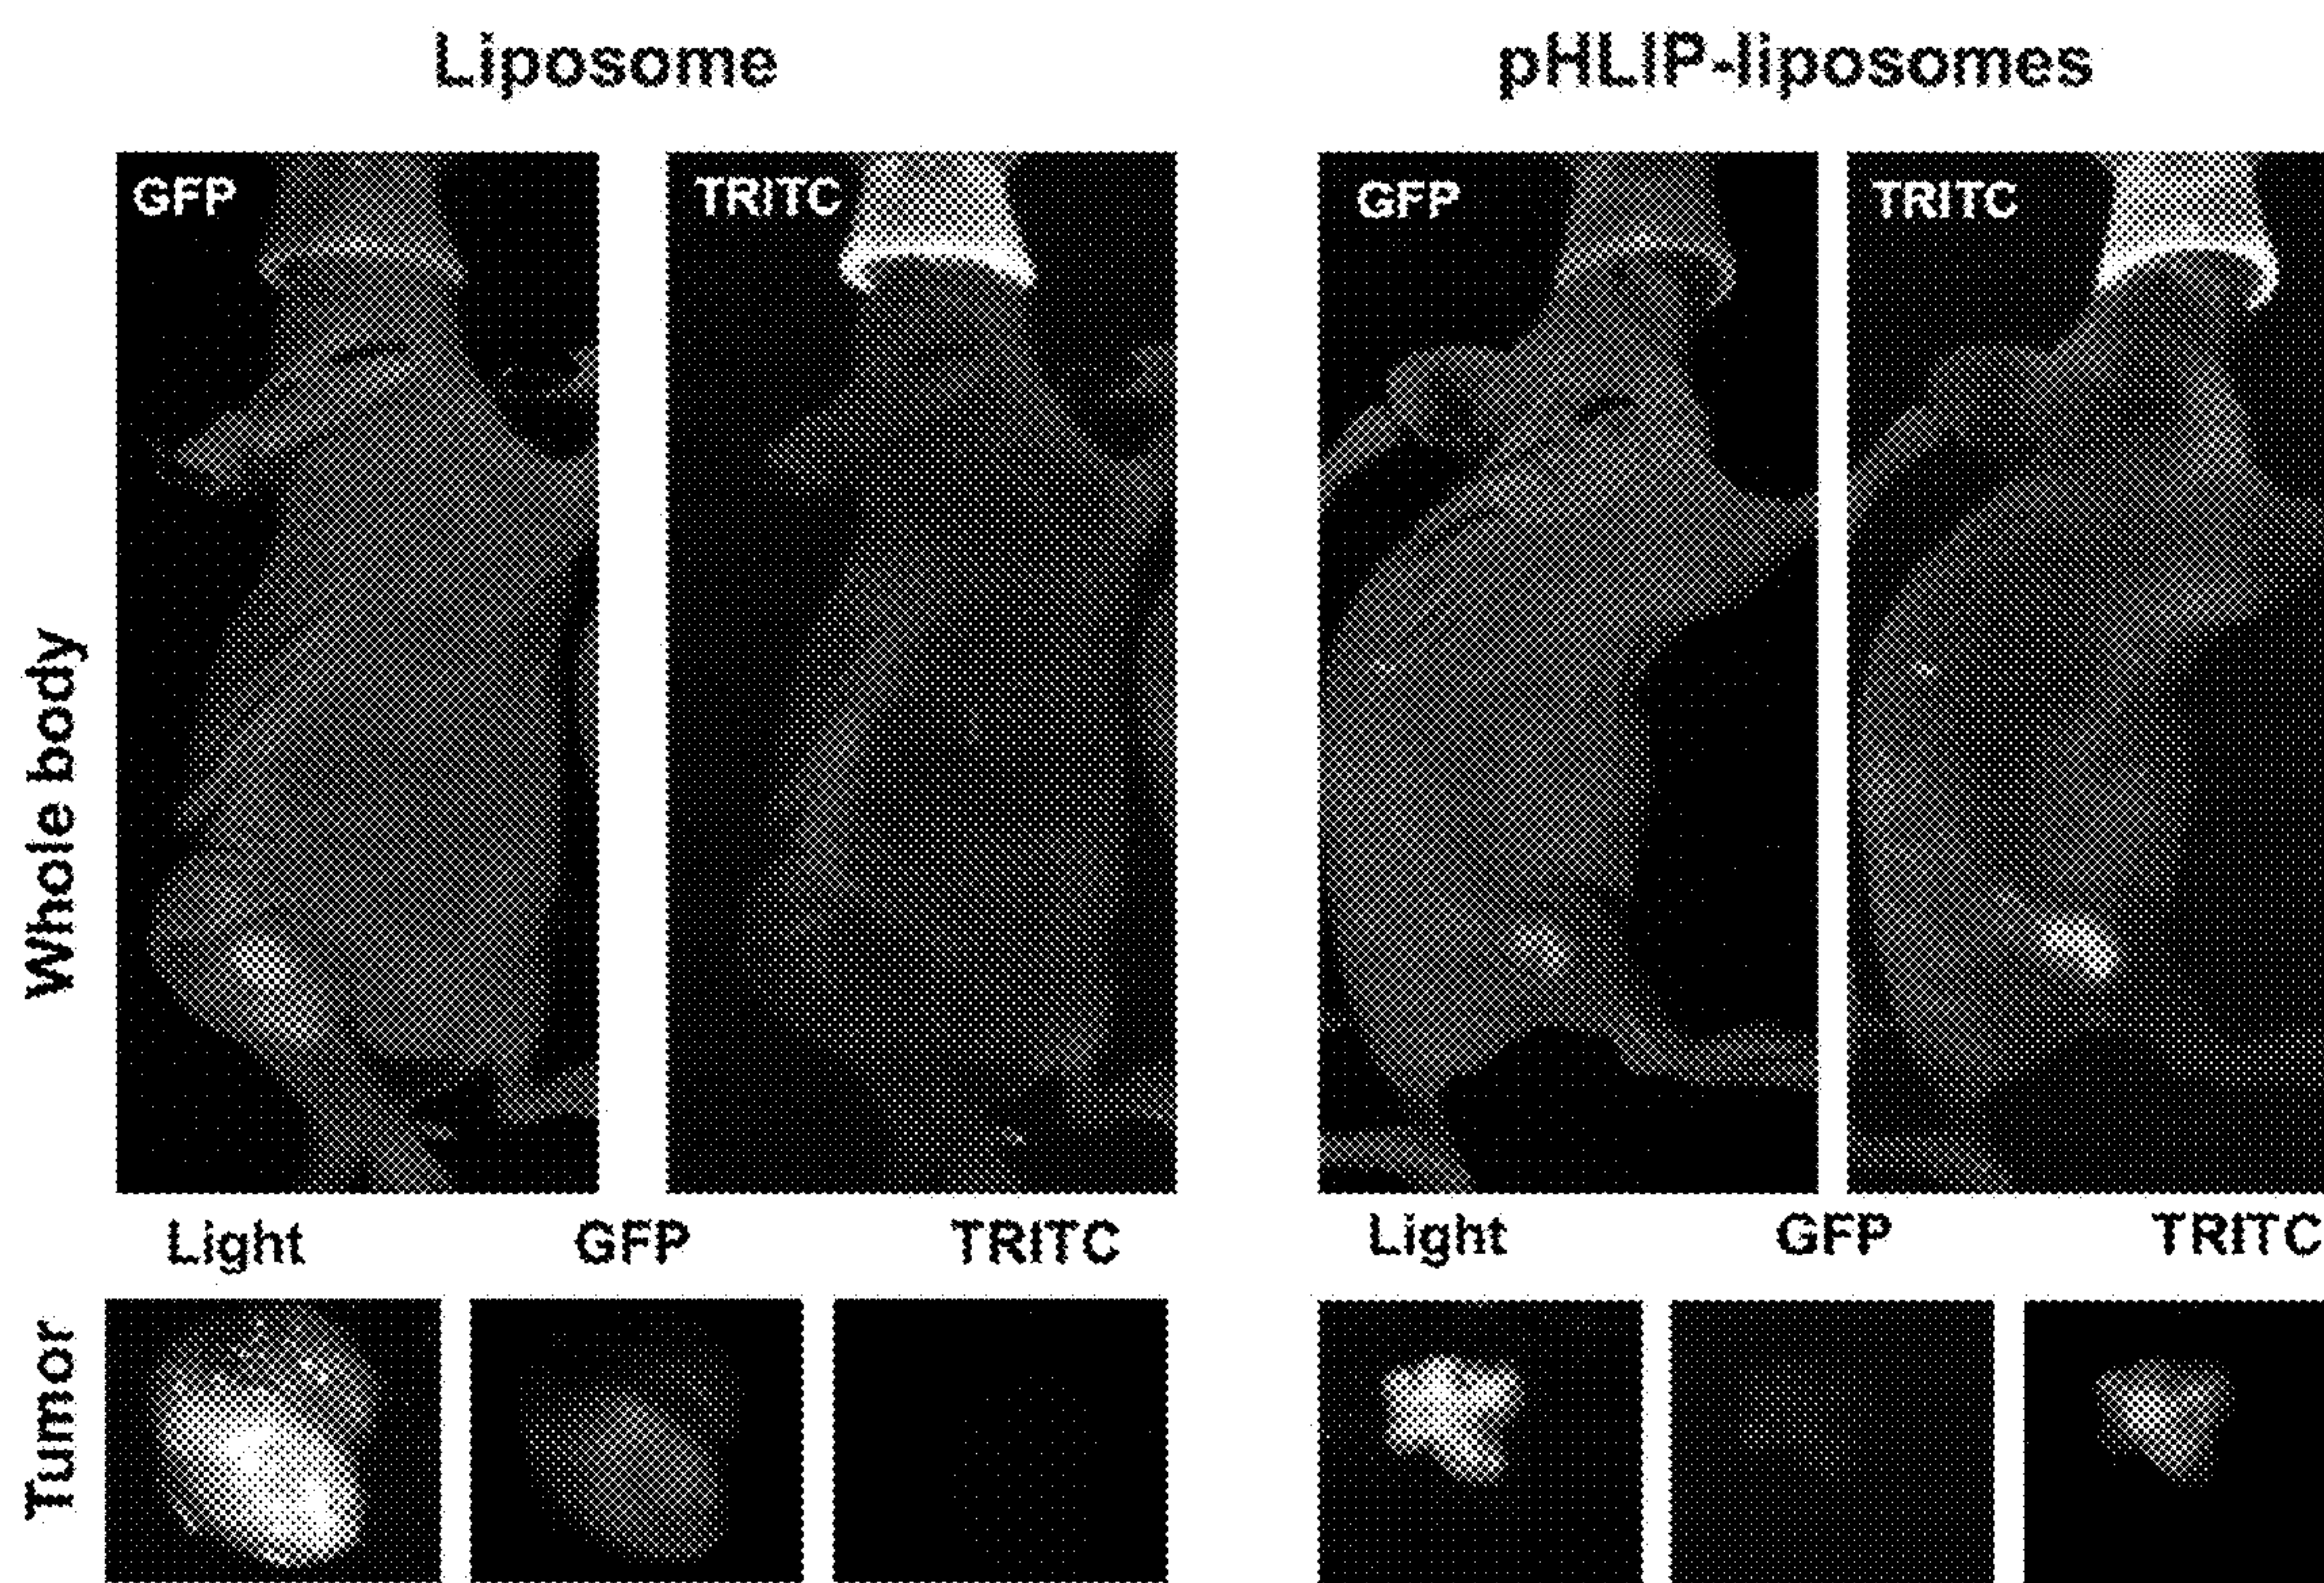 Liposome
pHLIP-liposomes
GFP
TRITC
GFP
TRITC
Whole body
Light
GFP
TRITC
Light
GFP
TRITC
Tumor